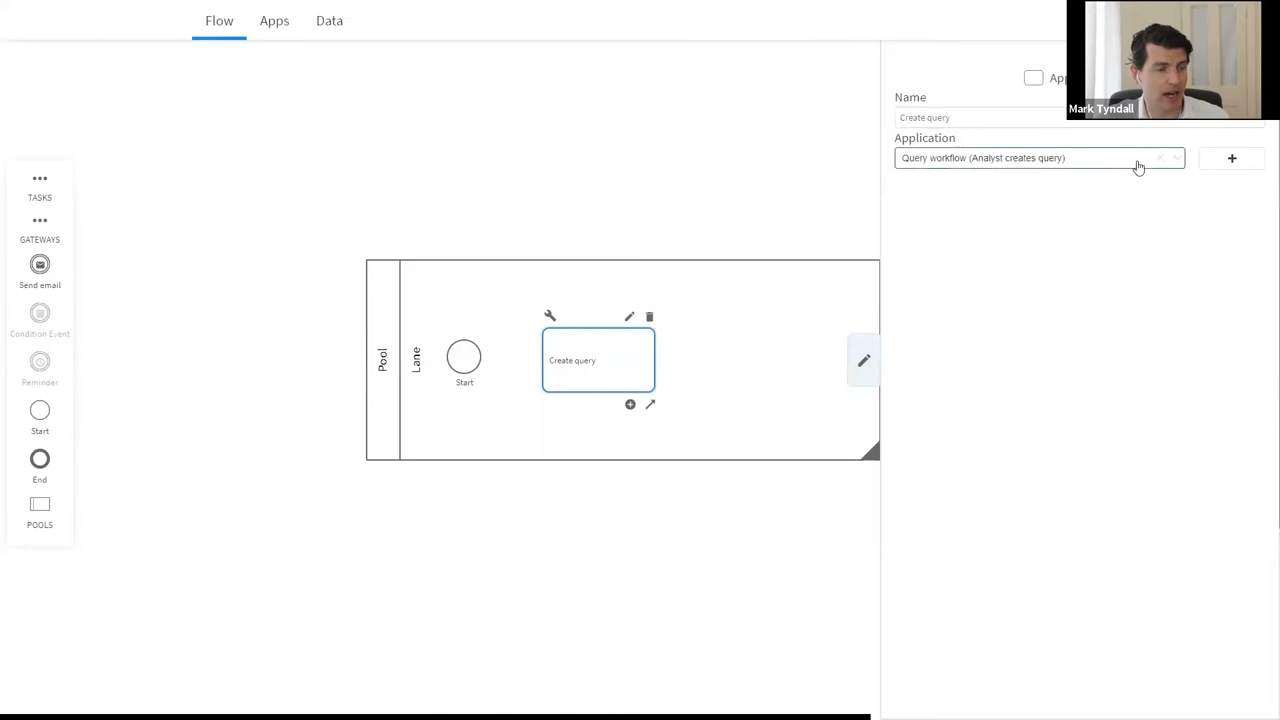 Flow
Apps
Data
TASKS
GATEWAYS
Send email
Condition Event
Reminder
Start
End
POOLS
Pool
Lane
Start
Create query
Name
Create query
Application
Query workflow (Analyst creates query)
Mark Tyndall